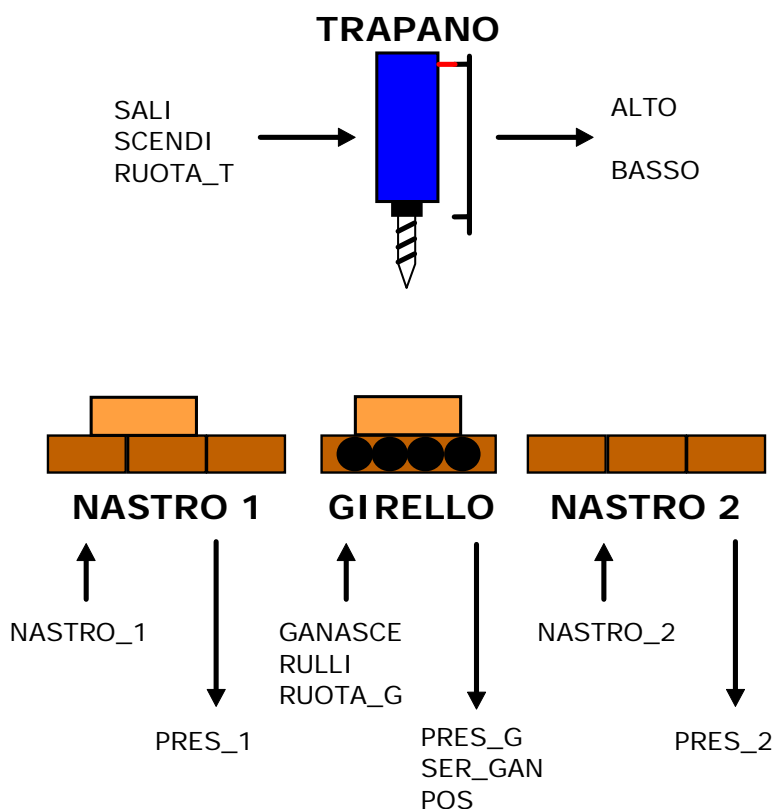 TRAPANO
SALI
SCENDI
RUOTA_T
ALTO
BASSO
NASTRO 1
GIRELLO
NASTRO 2
NASTRO_1
GANASCE
RULLI
RUOTA_G
NASTRO_2
PRES_1
PRES_G
SER_GAN
POS
PRES_2